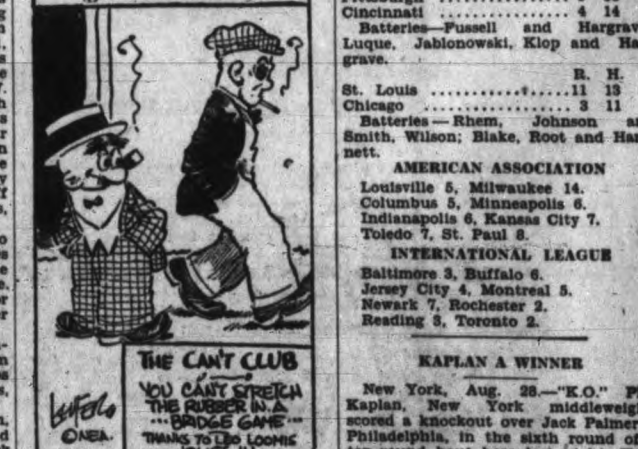 Cincinnati 4 14
Batteries—Fussell and
Luque, Jablonowski, Klop and
grave.
R. H.
St. Louis 11 13
Chicago 3 11
Batteries—Rhem, Johnson
Smith, Wilson; Blake, Root and
nett.
AMERICAN ASSOCIATION
Louisville 5, Milwaukee 14.
Columbus 5, Minneapolis 6.
Indianapolis 6, Kansas City 7.
Toledo 7, St. Paul 8.
INTERNATIONAL LEAGUE
Baltimore 3, Buffalo 6.
Jersey City 4, Montreal 5.
Newark 7, Rochester 2.
Reading 3, Toronto 2.
KAPLAN A WINNER
New York, Aug. 28.—"K.O."
Kaplan, New York
scored a knockout over Jack Palmer
Philadelphia, in the sixth round of
THE CAN'T CLUB
YOU CAN'T STRETCH
THE RUBBER IN A
BRIDGE GAME
THANKS TO LEO LOOMIS
©NEA.